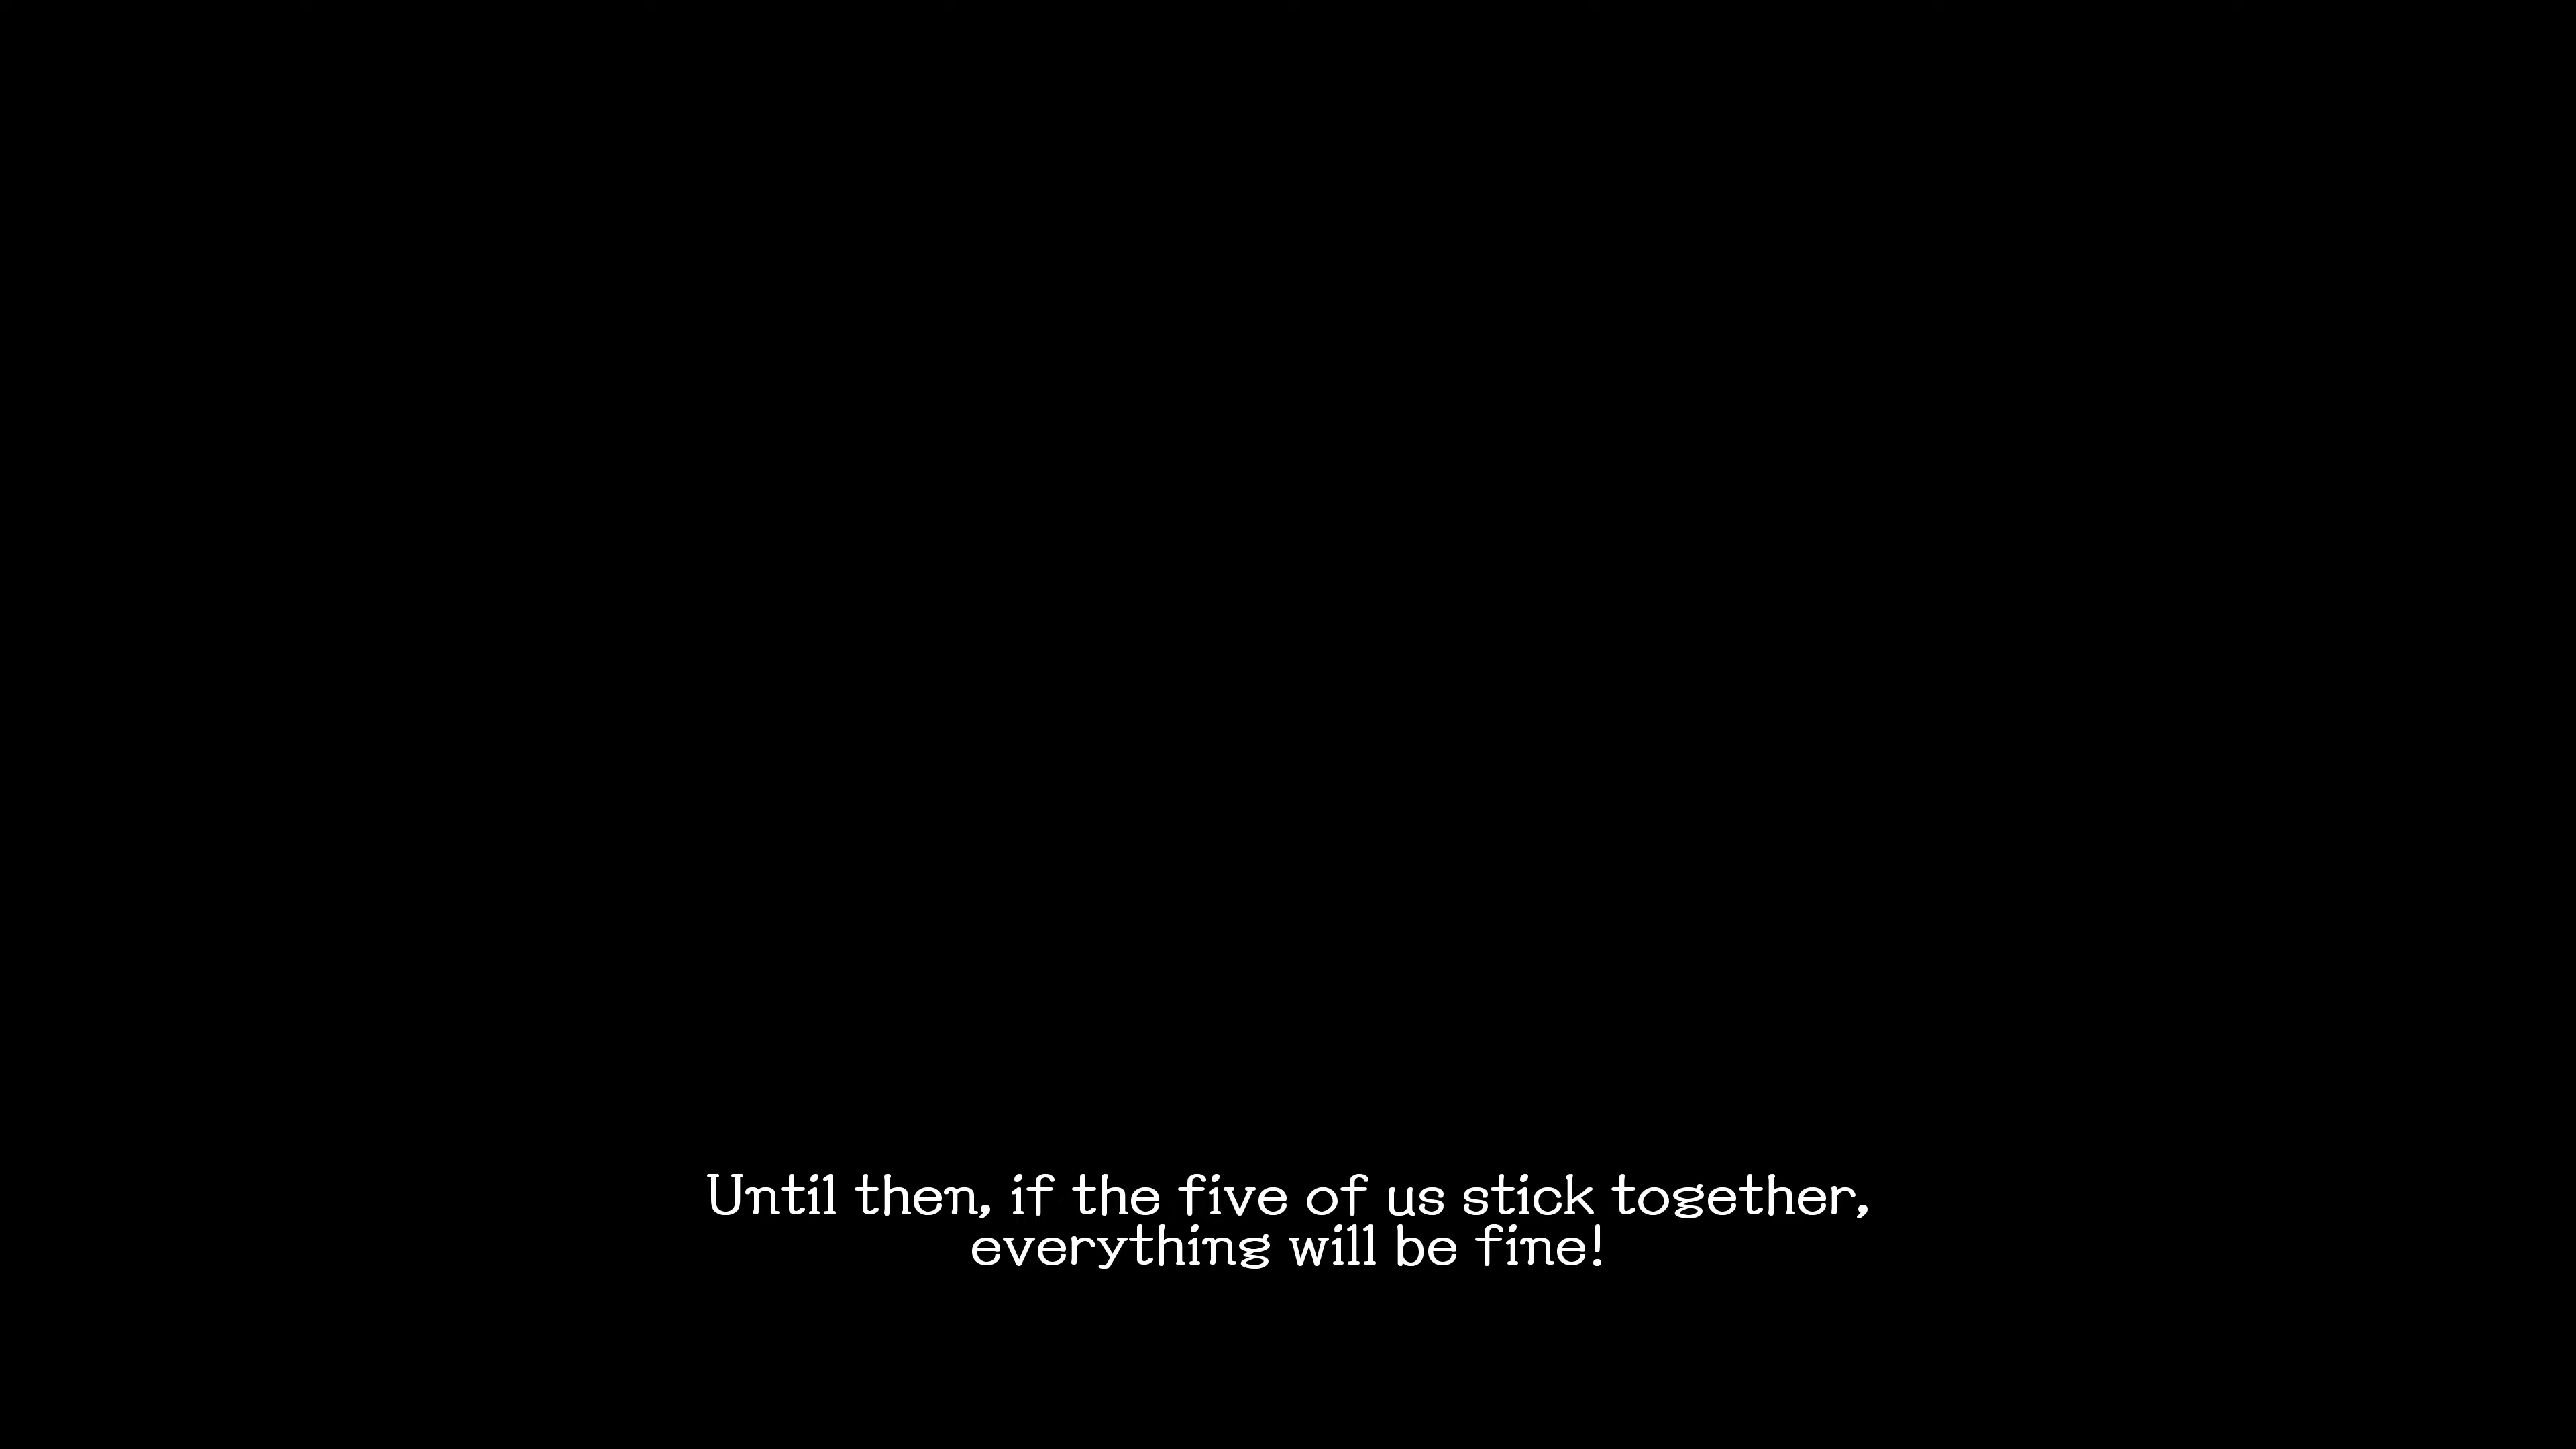 Until then, if the five of us stick together,
everything will be fine!